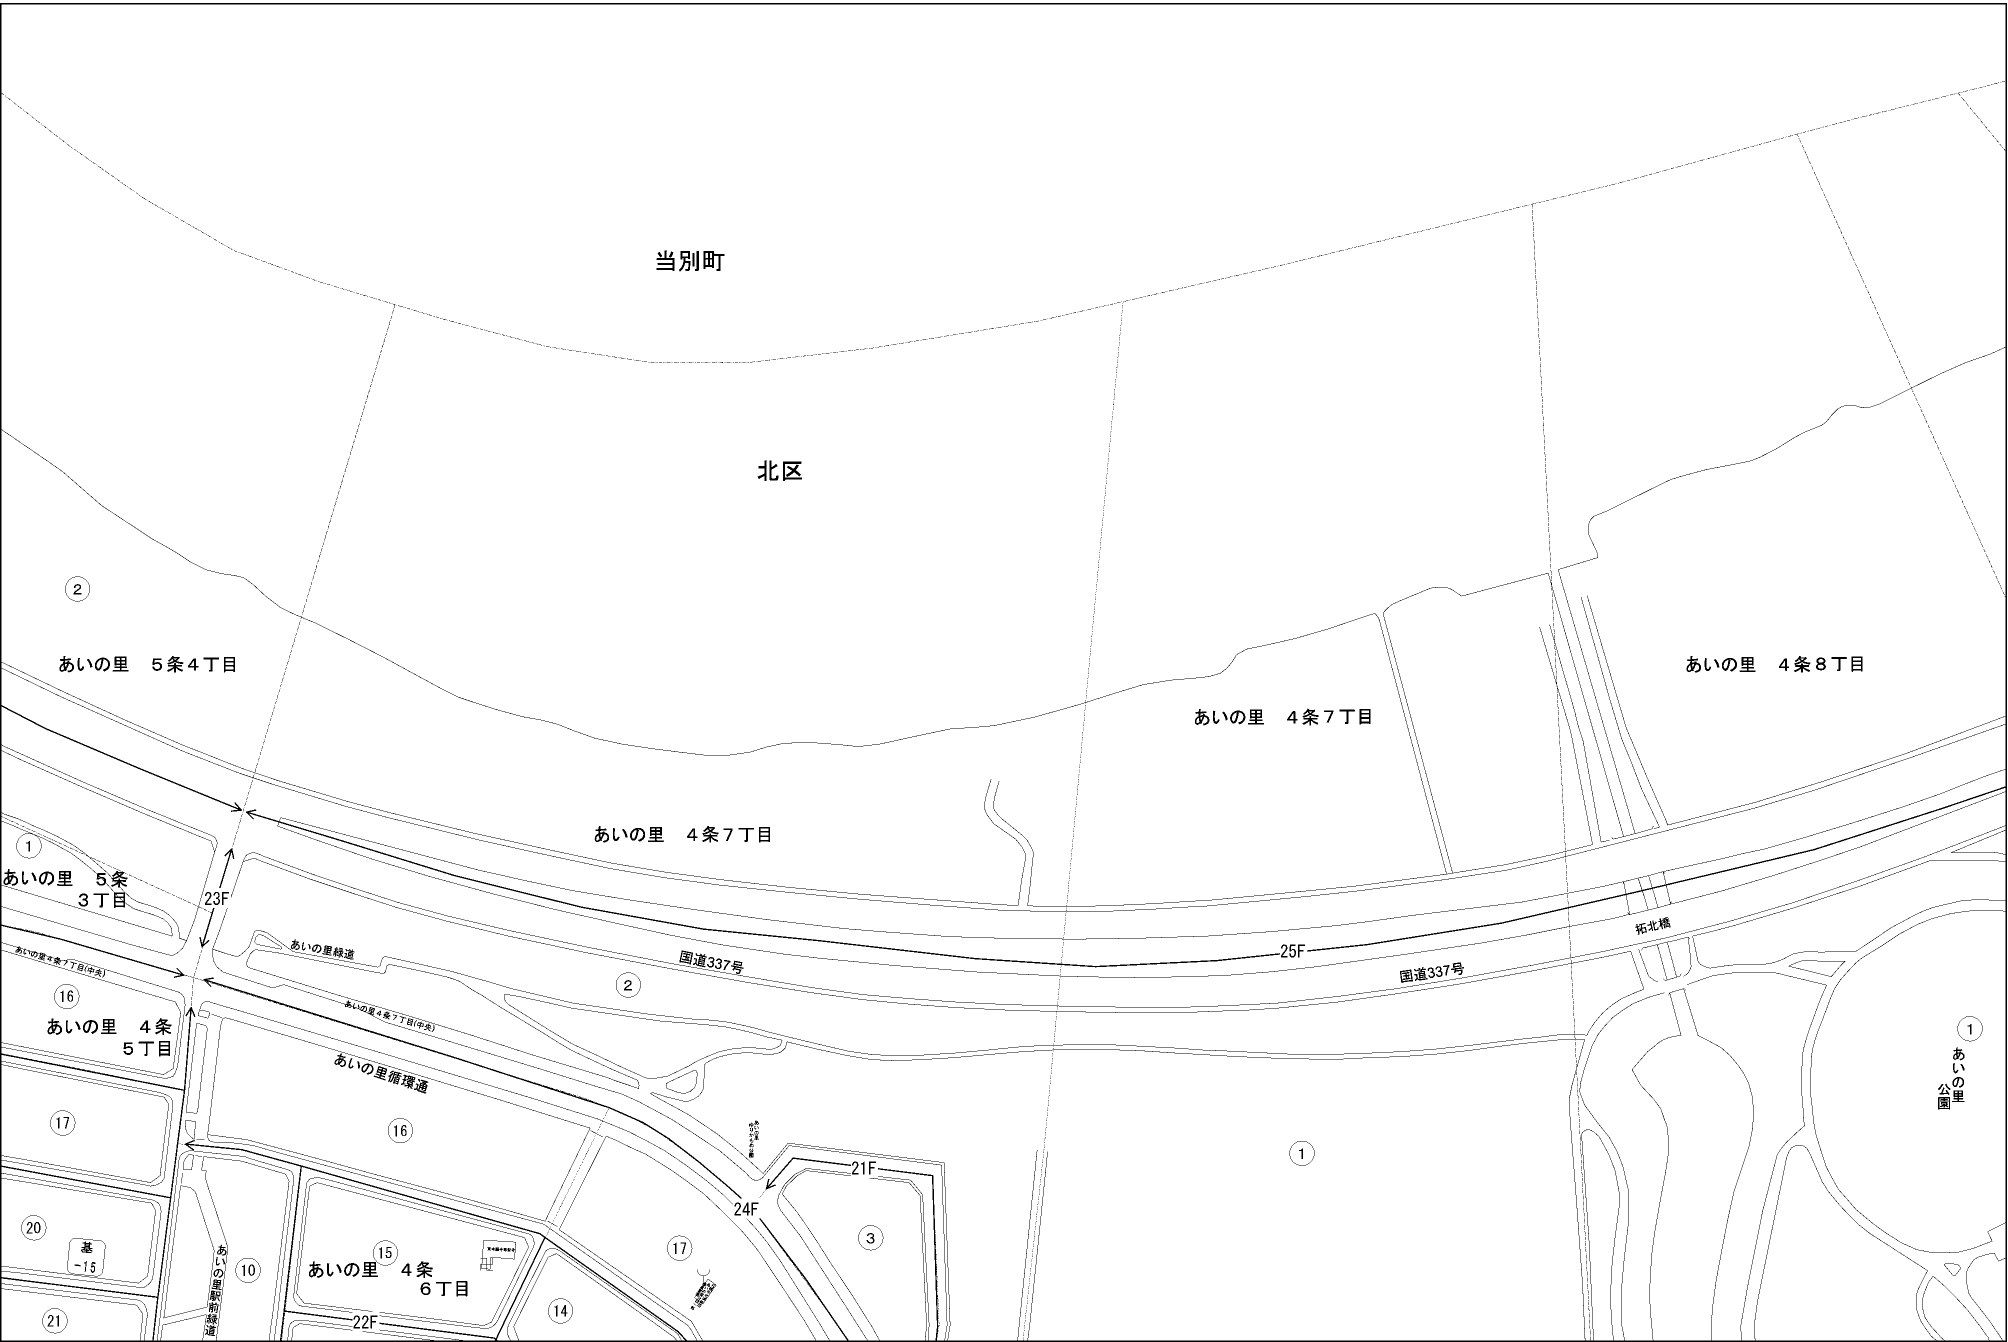 当別町
北区
②
あいの里　５条４丁目
あいの里　４条８丁目
あいの里　４条７丁目
あいの里　４条７丁目
①
あいの里　５条
３丁目
23F
あいの里緑道
国道337号
25F
拓北橋
国道337号
あいの里４条７丁目(中央)
②
⑯
あいの里４条７丁目(中央)
あいの里　４条
５丁目
①
あいの里
公園
あいの里循環通
⑰
⑯
①
21F
24F
⑳
基
-15
⑩
⑮
あいの里　４条
６丁目
⑰
③
あいの里駅前緑道
⑭
㉑
22F